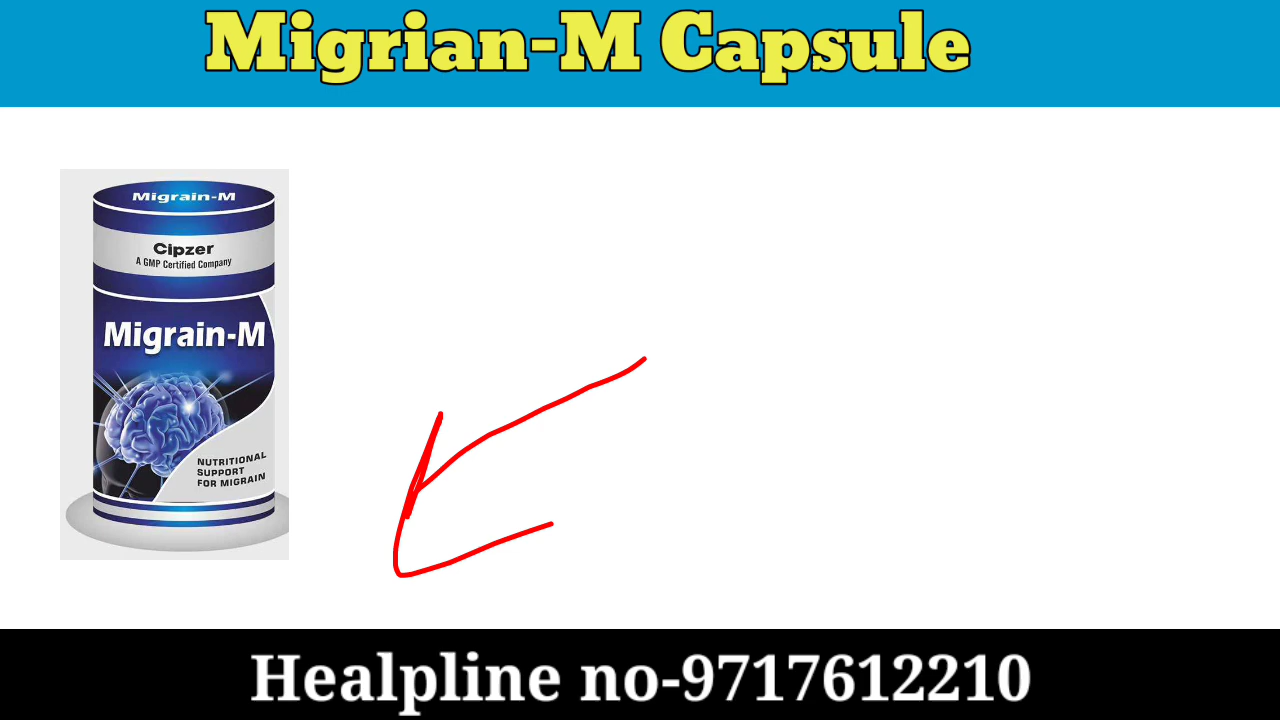 Migrian-M Capsule
Migrain-M
Cipzer
A GMP Certified Company
Migrain-M
NUTRITIONAL
SUPPORT
FOR MIGRAIN
Healpline no-9717612210